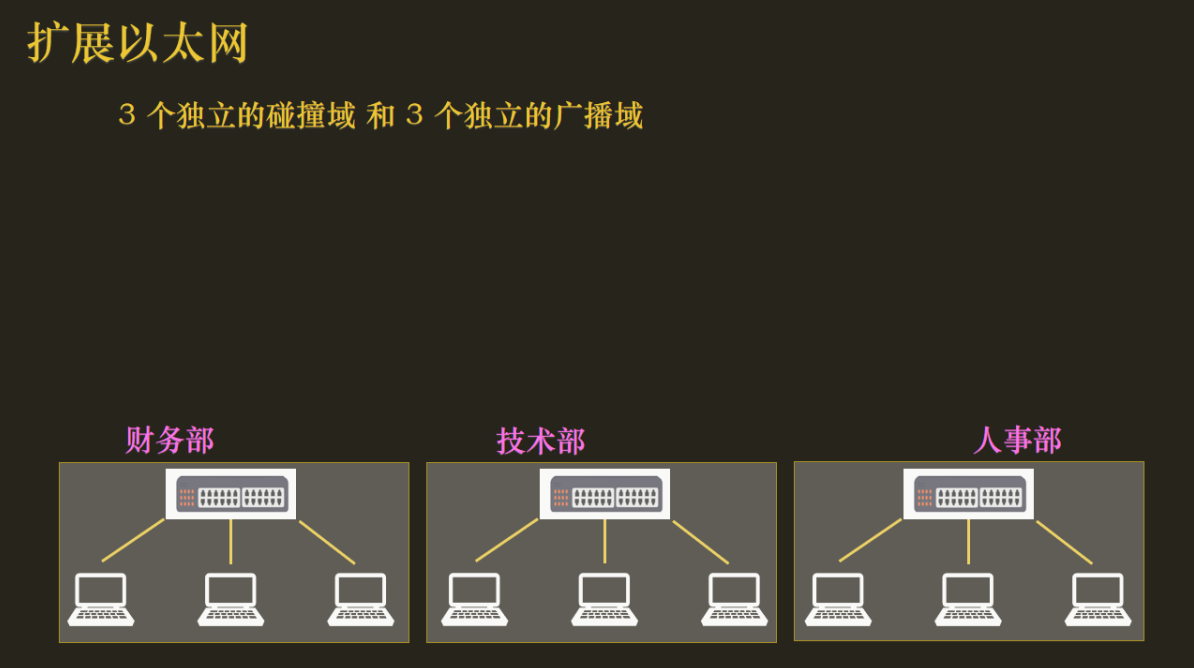 扩展以太网
3 个独立的碰撞域 和 3 个独立的广播域
财务部
技术部
人事部